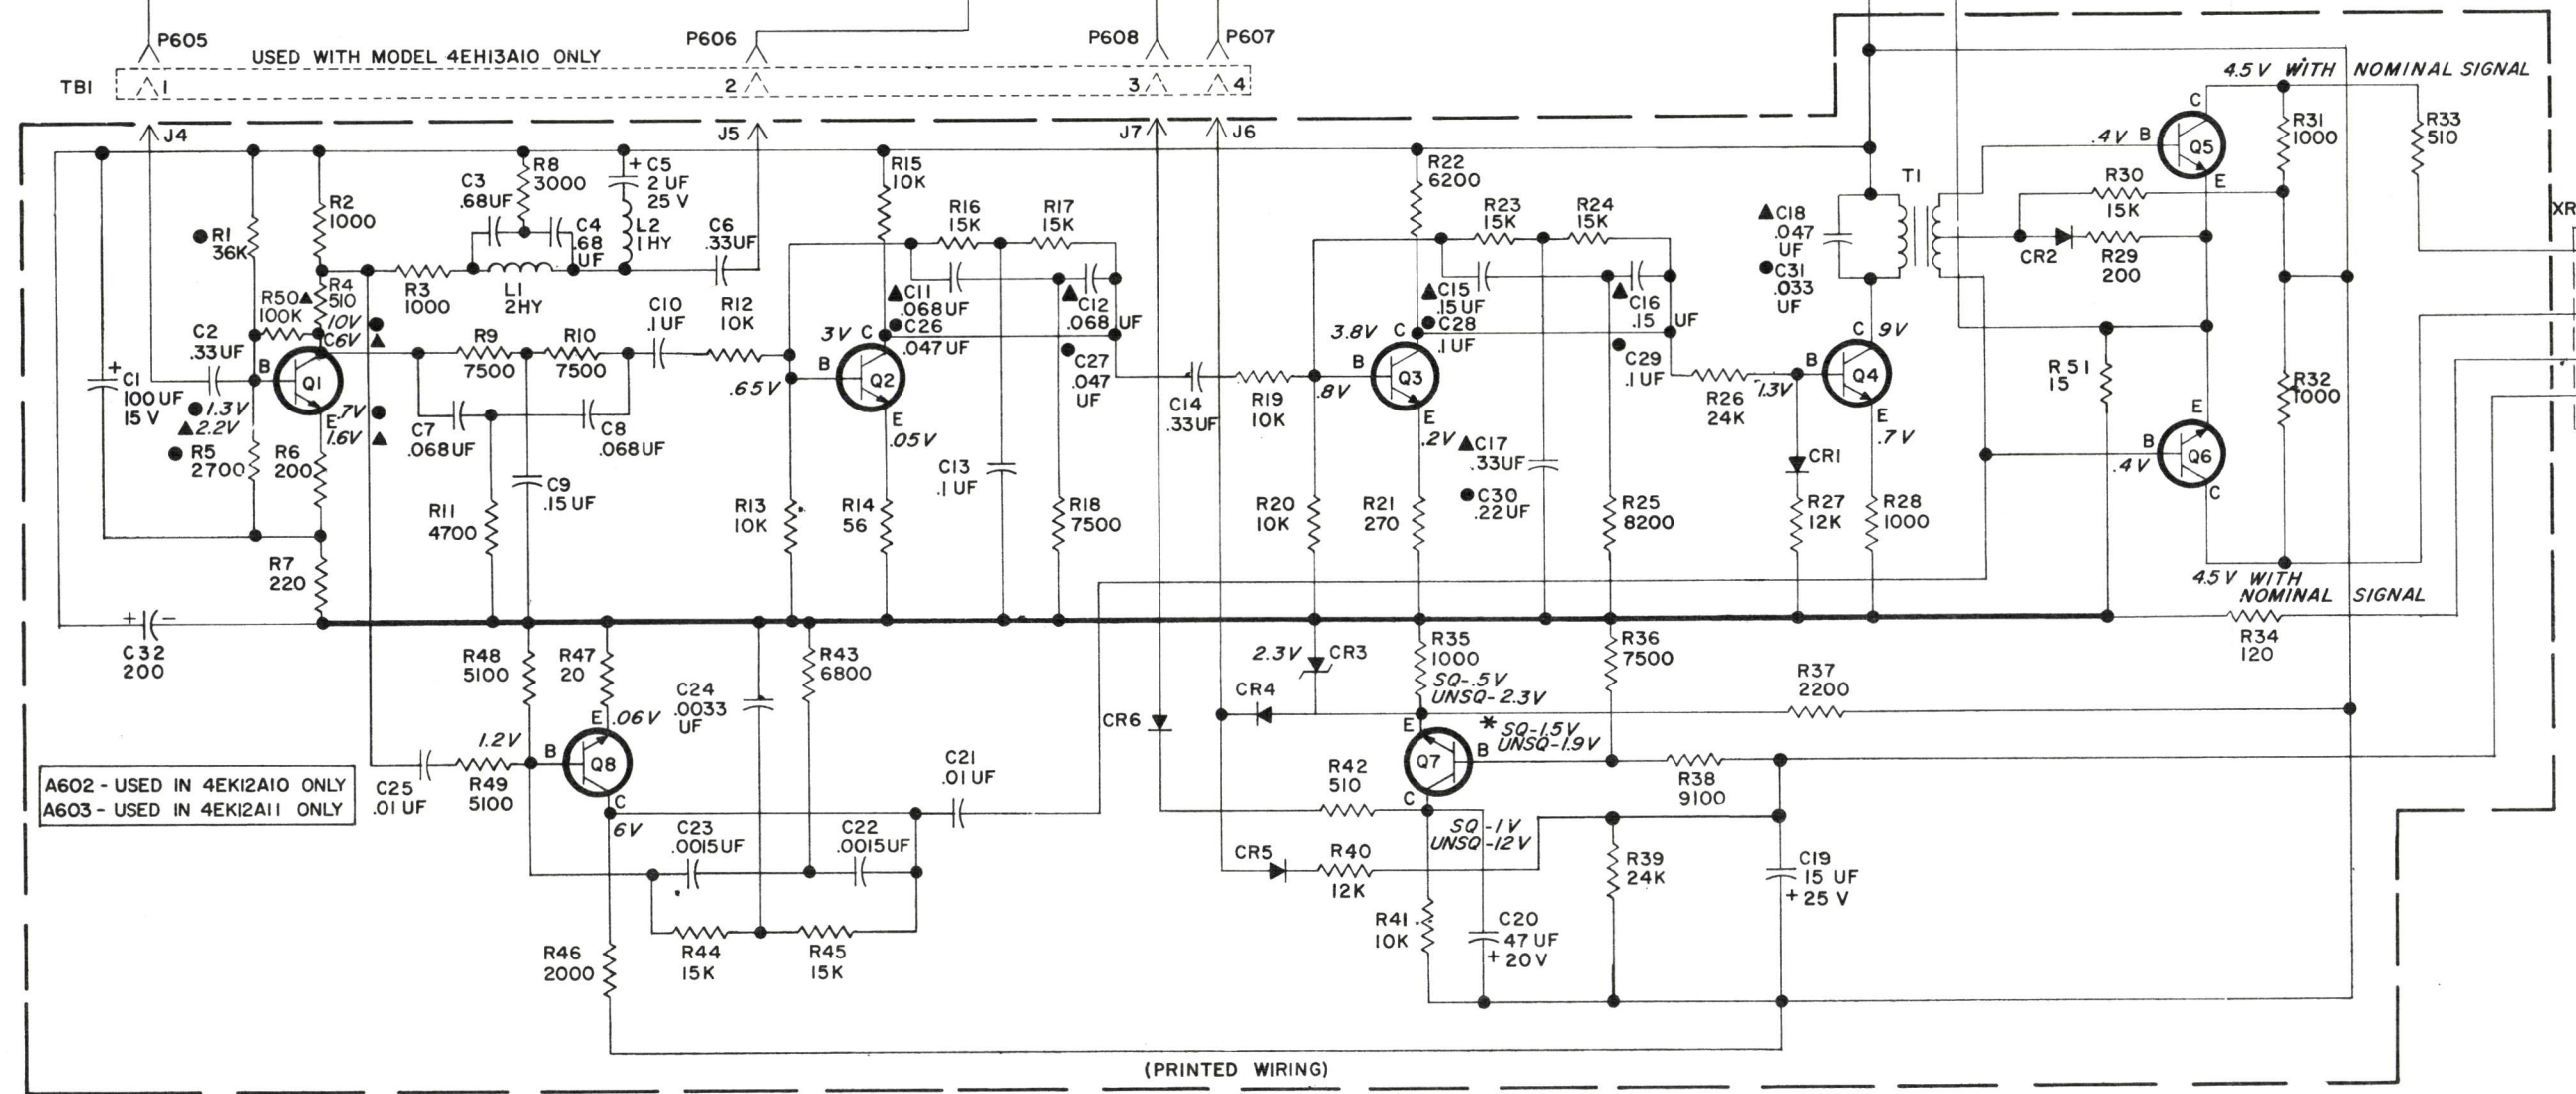 P605
P606
P608
P607
USED WITH MODEL 4EH13A10 ONLY
TB1
1
2
3
4
J4
J5
J7
J6
4.5 V WITH NOMINAL SIGNAL
C
.4V B
Q5
E
R31
1000
R33
510
T1
R30
15K
CR2
R29
200
XR
R1
36K
R2
1000
C3
.68UF
R8
3000
C4
.68
UF
+ C5
2 UF
25 V
L2
1 HY
C6
.33UF
R15
10K
R16
15K
R17
15K
R22
6200
R23
15K
R24
15K
C18
.047
UF
C31
.033
UF
R50
100K
R4
510
10V
C6V
R3
1000
L1
2HY
C2
.33UF
B
Q1
+ C1
100 UF
15 V
1.3V
2.2V
.7V
E
1.6V
R5
2700
R6
200
R7
220
R9
7500
R10
7500
C10
.1UF
R12
10K
C7
.068UF
C8
.068UF
R11
4700
C9
.15 UF
C11
.068UF
C26
.047UF
C12
.068 UF
C27
.047
UF
3V
C
B
.65V
Q2
E
.05V
R13
10K
R14
56
C13
.1 UF
R18
7500
C14
.33UF
R19
10K
C15
.15UF
C28
.1 UF
C16
.15 UF
C29
.1 UF
3.8V
C
B
.8V
Q3
E
.2V
C17
.33UF
C30
.22UF
R20
10K
R21
270
R25
8200
R26
24K
1.3V
C 9V
B
Q4
E
.7V
CR1
R27
12K
R28
1000
R 51
15
R32
1000
E
B
.4V
Q6
C
4.5 V WITH
NOMINAL SIGNAL
R34
120
+ -
C32
200
R48
5100
R47
20
C24
.0033
UF
R43
6800
E .06V
1.2V
B
Q8
C
6V
C25
.01 UF
R49
5100
C21
.01 UF
C23
.0015UF
C22
.0015UF
R44
15K
R45
15K
R46
2000
A602 - USED IN 4EK12A10 ONLY
A603 - USED IN 4EK12A11 ONLY
2.3V
CR3
CR4
CR6
R35
1000
SQ-.5V
UNSQ-2.3V
R36
7500
R37
2200
E
* SQ-1.5V
UNSQ-1.9V
Q7
B
C
R42
510
R38
9100
SQ -1V
UNSQ-12V
CR5
R40
12K
R39
24K
C19
15 UF
+ 25 V
R41
10K
C20
47 UF
+ 20V
(PRINTED WIRING)